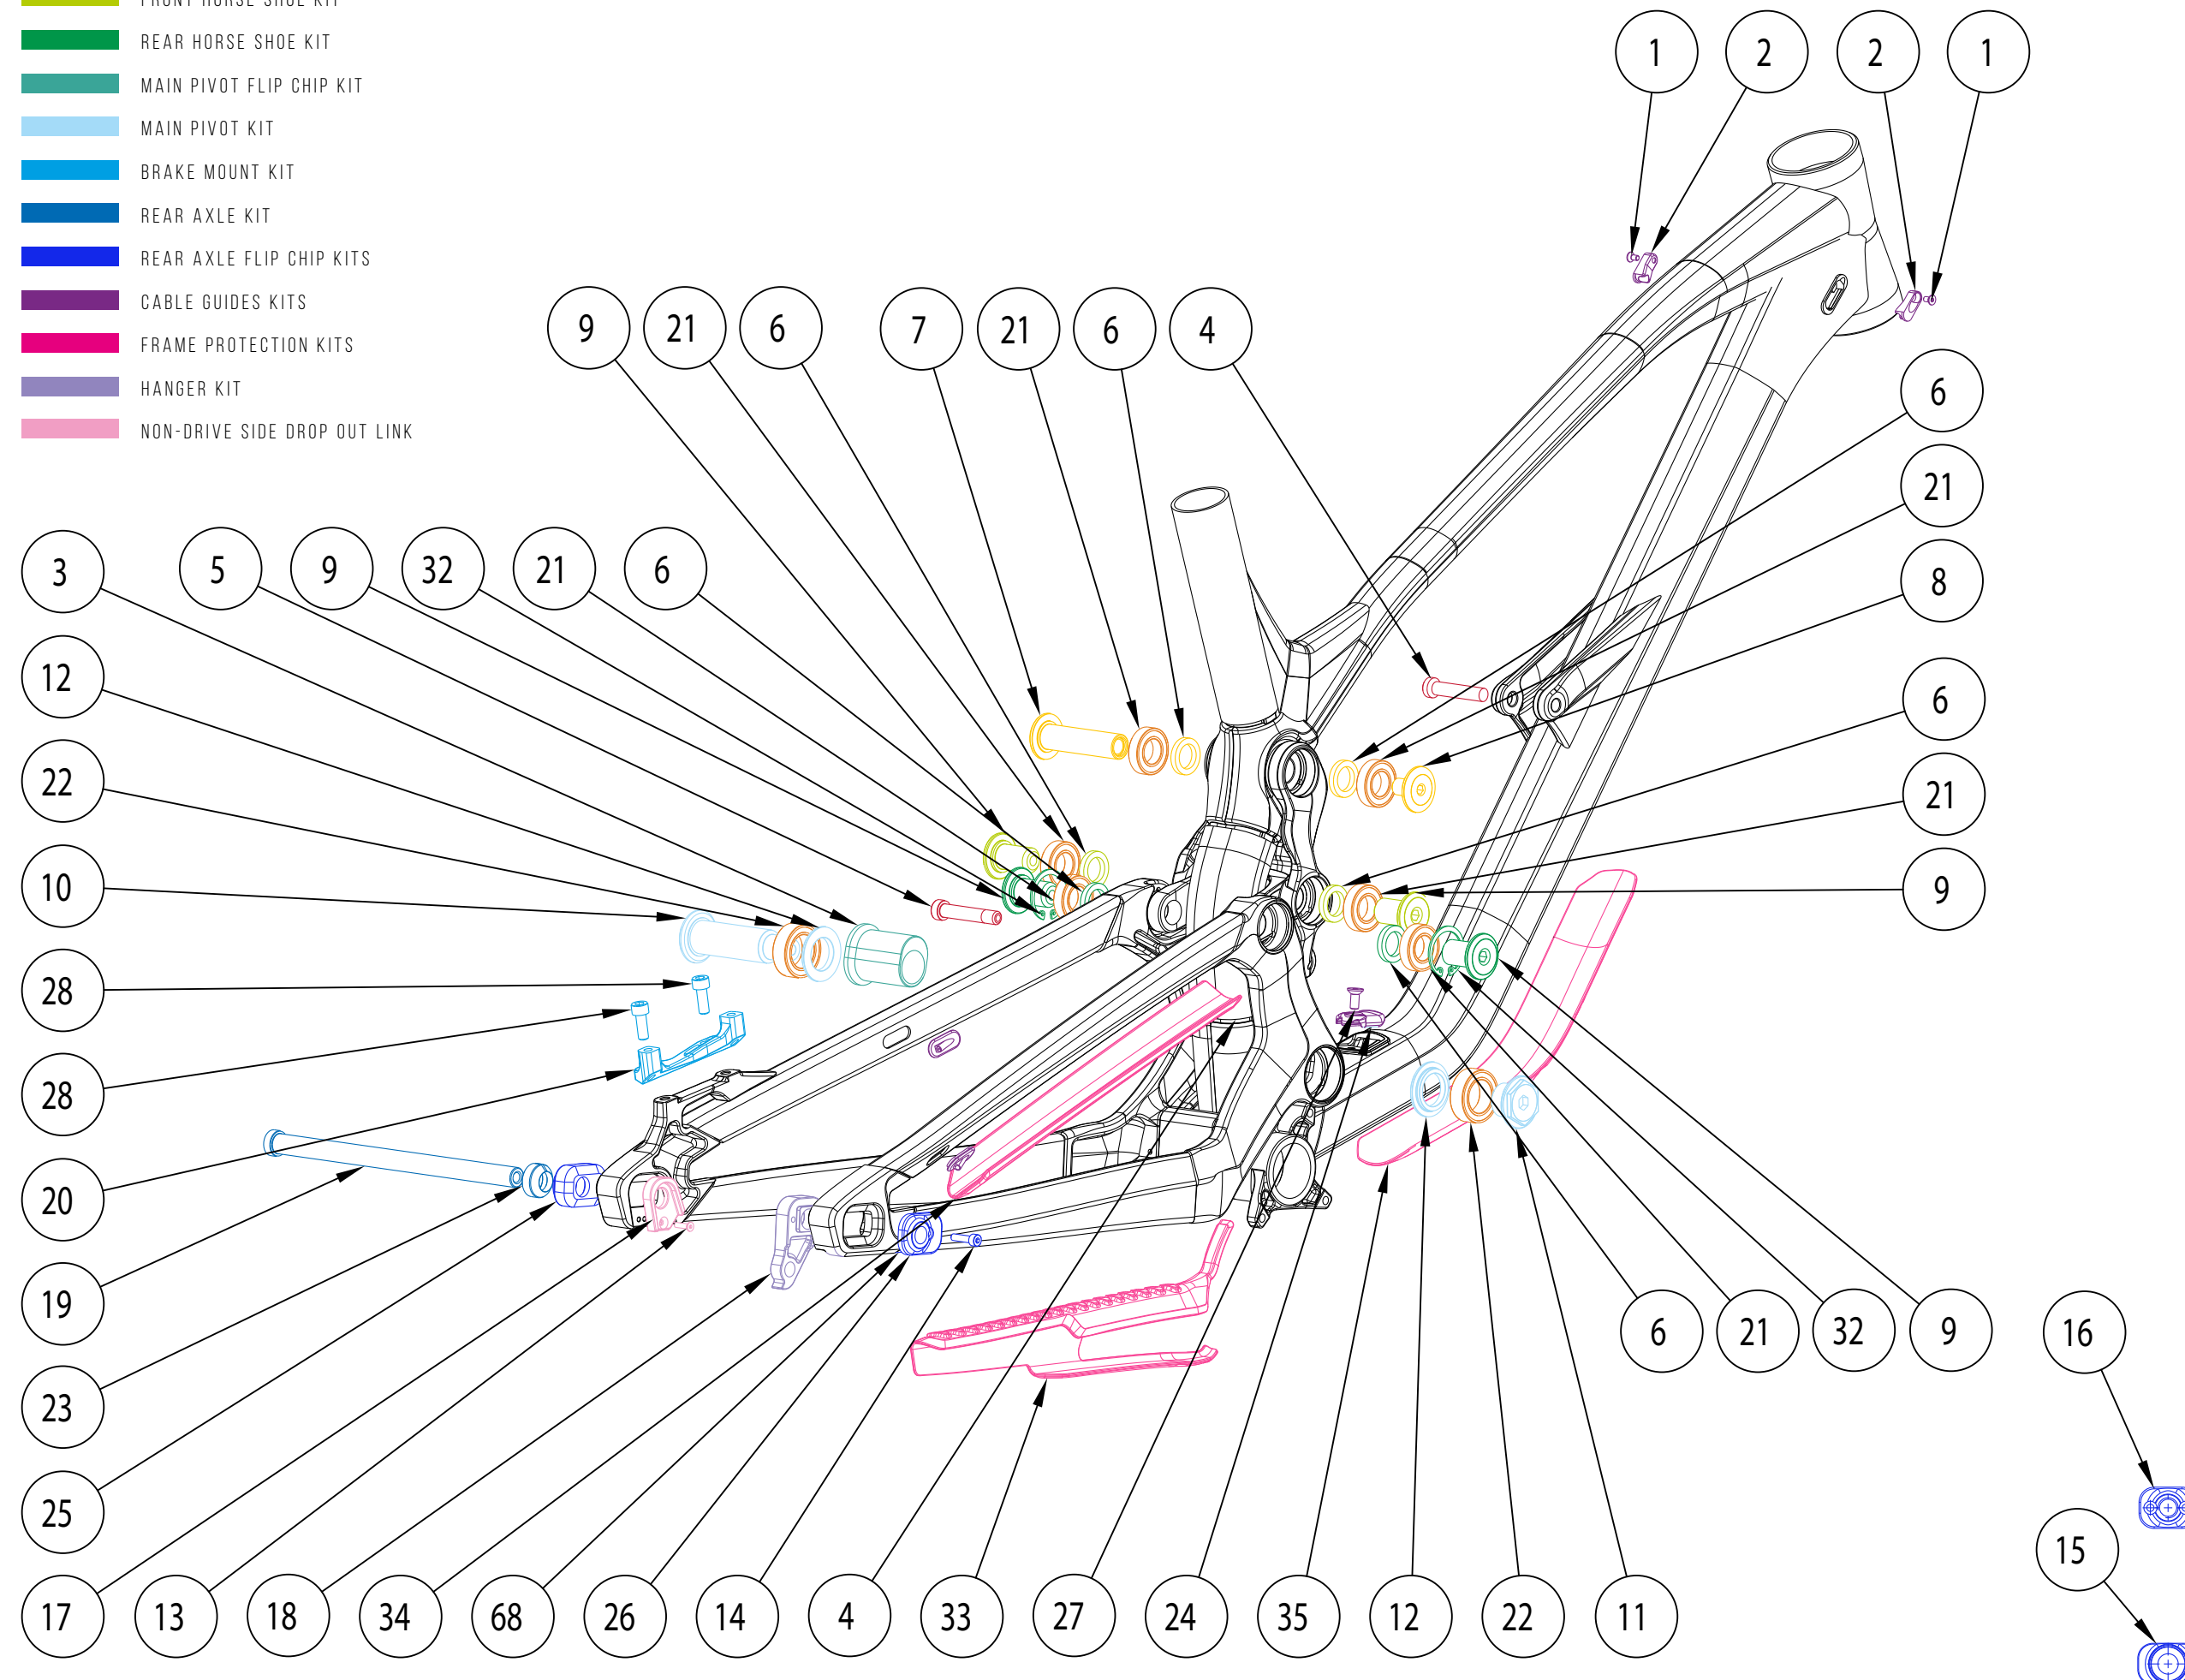 FRONT HORSE SHOE KIT
REAR HORSE SHOE KIT
MAIN PIVOT FLIP CHIP KIT
MAIN PIVOT KIT
BRAKE MOUNT KIT
REAR AXLE KIT
REAR AXLE FLIP CHIP KITS
CABLE GUIDES KITS
FRAME PROTECTION KITS
HANGER KIT
NON-DRIVE SIDE DROP OUT LINK
1 2 2 1
9 21 6 7 21 6 4
6
21
8
6
21
9
3 5 9 32 21 6
12
22
10
28
28
20
19
23
25
6 21 32 9
16
15
17 13 18 34 68 26 14 4 33 27 24 35 12 22 11